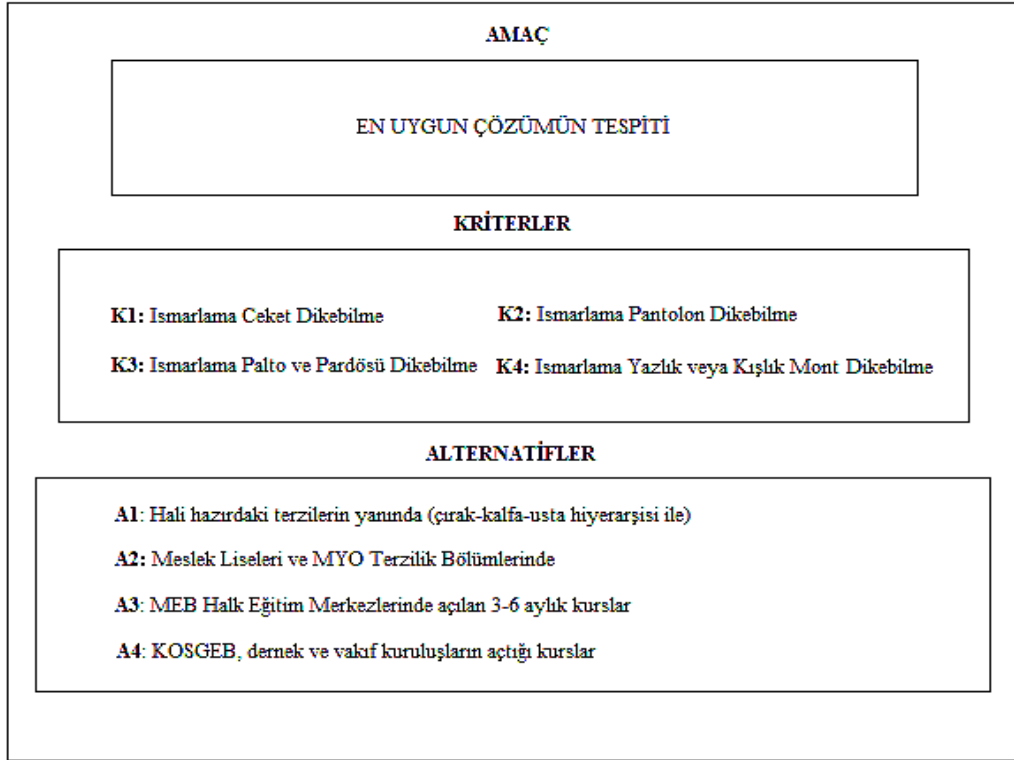 AMAÇ
EN UYGUN ÇÖZÜMÜN TESPİTİ
KRİTERLER
K1: Ismarlama Ceket Dikebilme K2: Ismarlama Pantolon Dikebilme
K3: Ismarlama Palto ve Pardösü Dikebilme K4: Ismarlama Yazlık veya Kışlık Mont Dikebilme
ALTERNATİFLER
A1: Hali hazırdaki terzilerin yanında (çırak-kalfa-usta hiyerarşisi ile)
A2: Meslek Liseleri ve MYO Terzilik Bölümlerinde
A3: MEB Halk Eğitim Merkezlerinde açılan 3-6 aylık kurslar
A4: KOSGEB, dernek ve vakıf kuruluşların açtığı kurslar